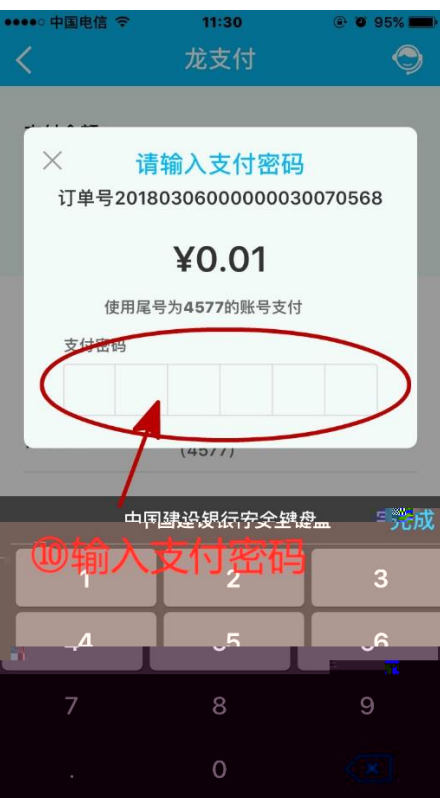 中国电信 11:30 95%
龙支付
请输入支付密码
订单号20180306000000030070568
¥0.01
使用尾号为4577的账号支付
支付密码
(4577)
中国建设银行安全键盘 完成
⑩输入支付密码
1 2 3
4 5 6
7 8 9
. 0